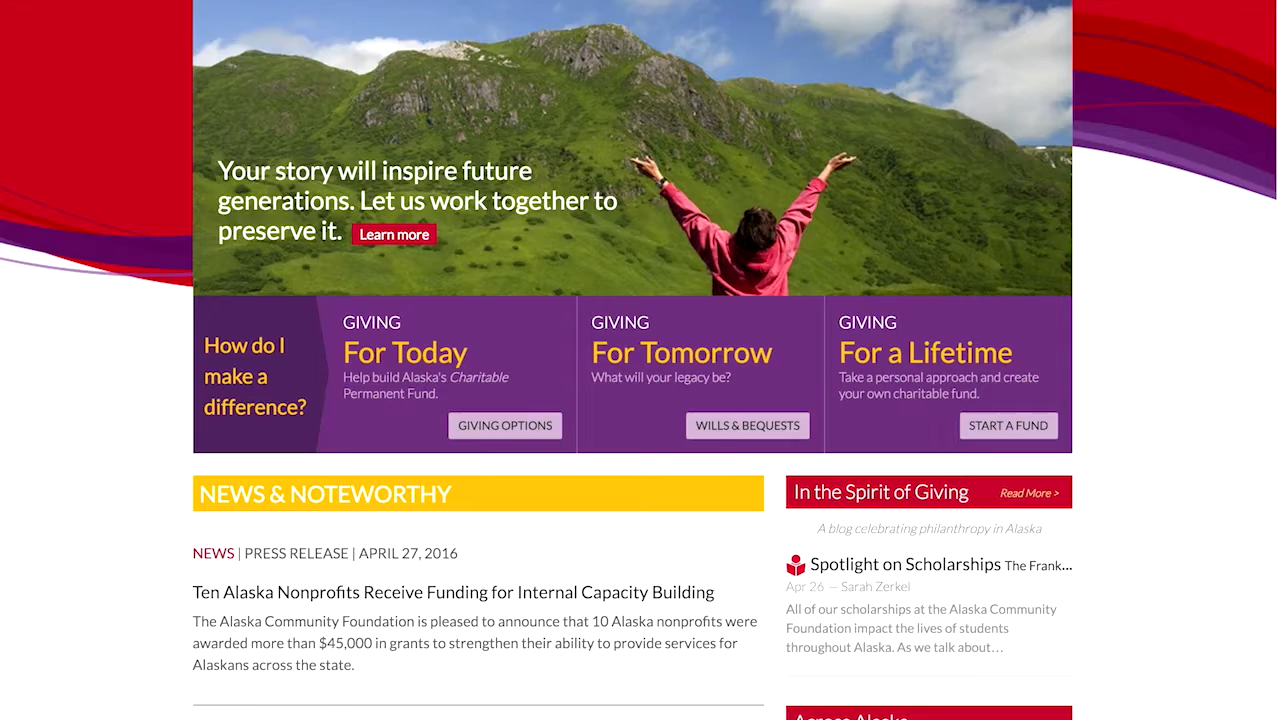 Your story will inspire future
generations. Let us work together to
preserve it. Learn more
How do I
make a
difference?
GIVING
For Today
Help build Alaska's Charitable
Permanent Fund.
GIVING OPTIONS
GIVING
For Tomorrow
What will your legacy be?
WILLS & BEQUESTS
GIVING
For a Lifetime
Take a personal approach and create
your own charitable fund.
START A FUND
NEWS & NOTEWORTHY
NEWS | PRESS RELEASE | APRIL 27, 2016
Ten Alaska Nonprofits Receive Funding for Internal Capacity Building
The Alaska Community Foundation is pleased to announce that 10 Alaska nonprofits were
awarded more than $45,000 in grants to strengthen their ability to provide services for
Alaskans across the state.
In the Spirit of Giving Read More >
A blog celebrating philanthropy in Alaska
Spotlight on Scholarships The Frank...
Apr 26 — Sarah Zerkel
All of our scholarships at the Alaska Community
Foundation impact the lives of students
throughout Alaska. As we talk about…
Across Alaska